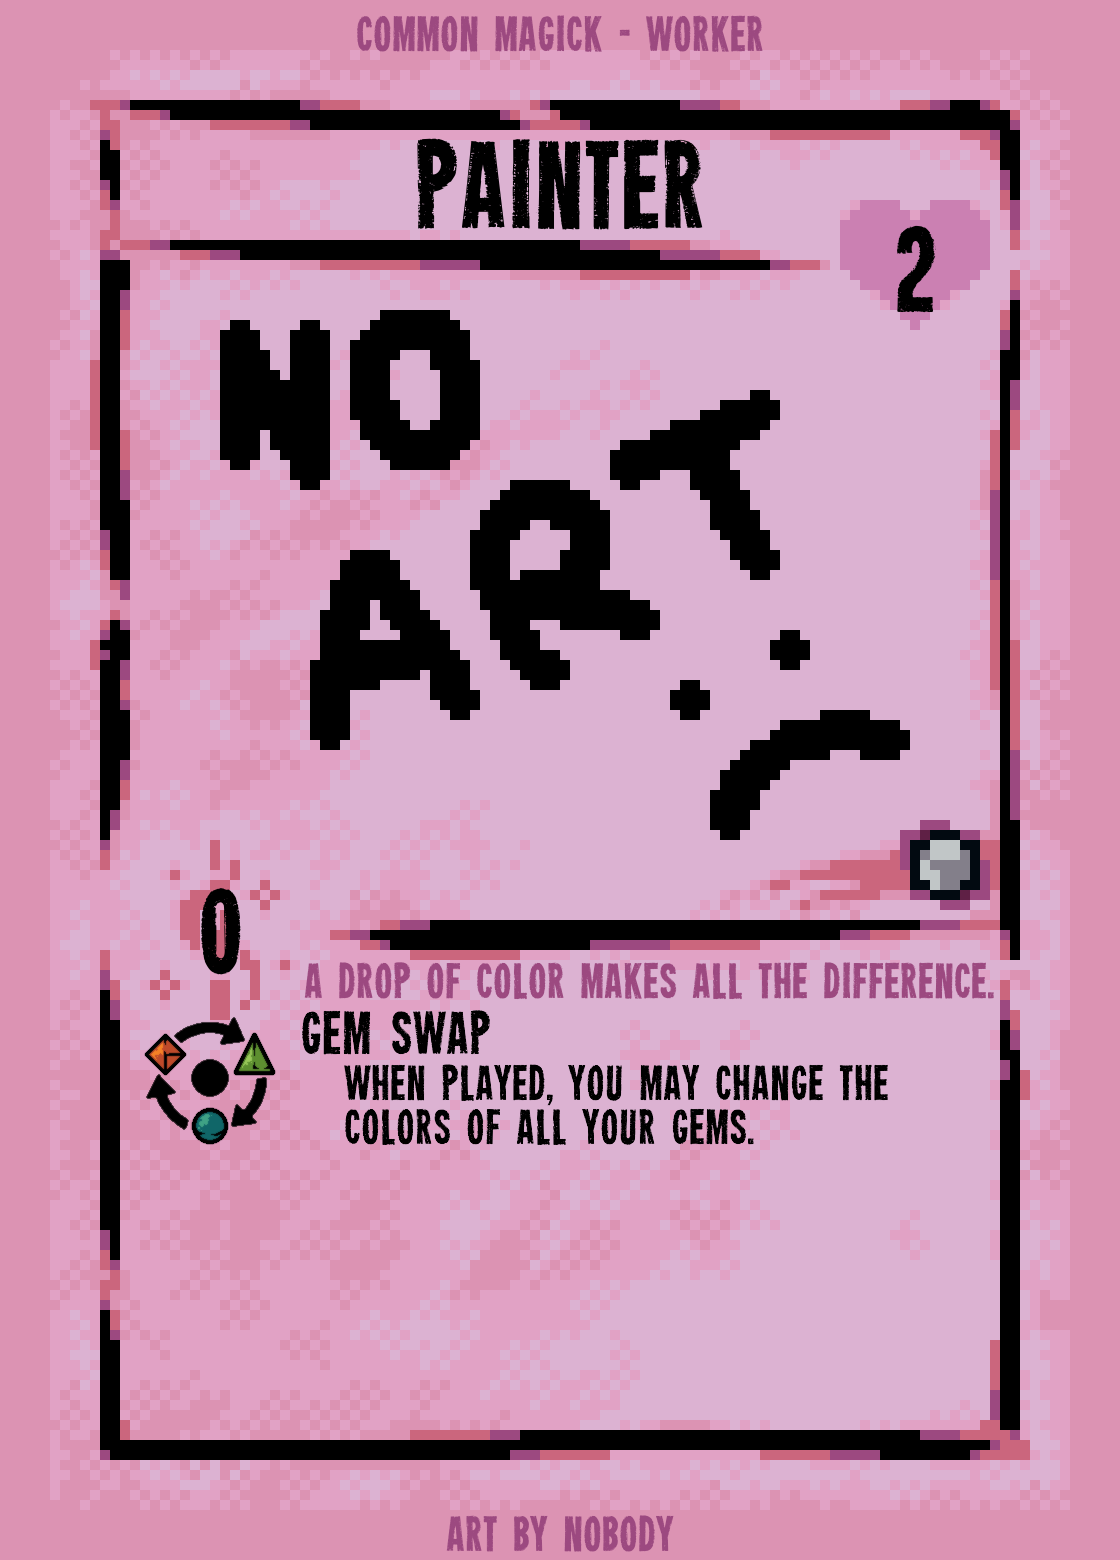 COMMON MAGICK - WORKER
PAINTER
2
NO
ART
:(
0
A DROP OF COLOR MAKES ALL THE DIFFERENCE.
GEM SWAP
WHEN PLAYED, YOU MAY CHANGE THE
COLORS OF ALL YOUR GEMS.
ART BY NOBODY